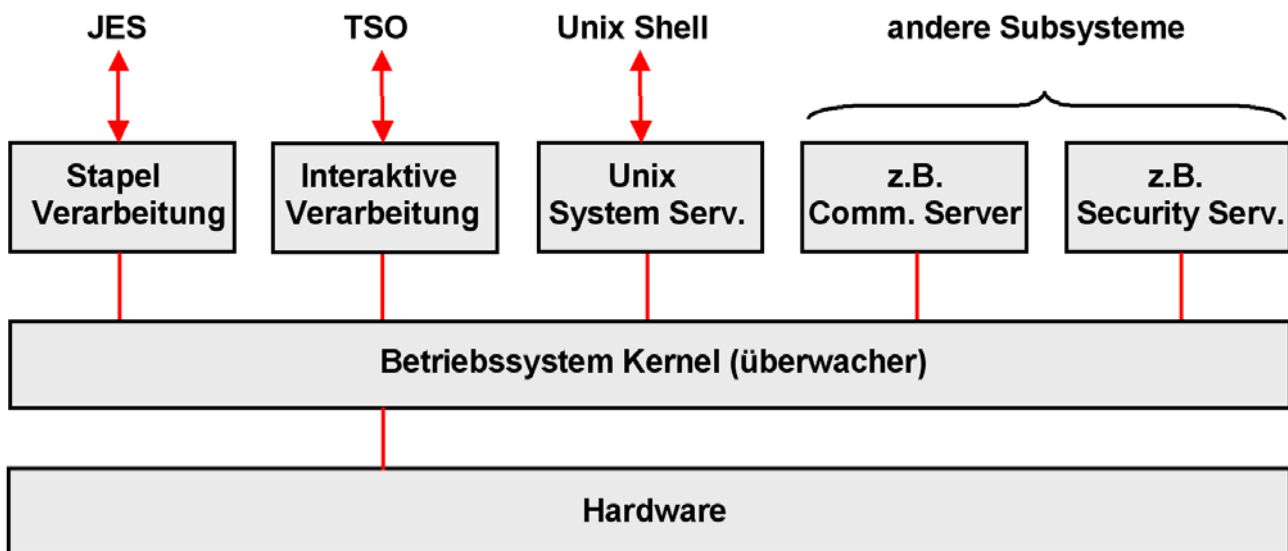 JES
TSO
Unix Shell
andere Subsysteme
Stapel
Verarbeitung
Interaktive
Verarbeitung
Unix
System Serv.
z.B.
Comm. Server
z.B.
Security Serv.
Betriebssystem Kernel (überwacher)
Hardware